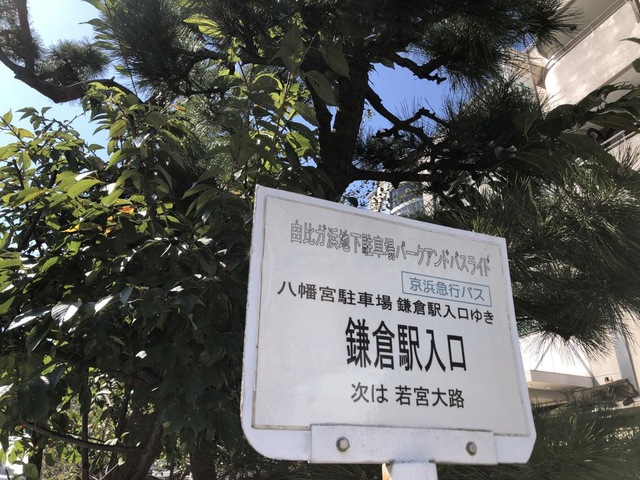 由比ガ浜地下駐車場パークアンドバスライド
京浜急行バス
八幡宮駐車場 鎌倉駅入口ゆき
鎌倉駅入口
次は 若宮大路